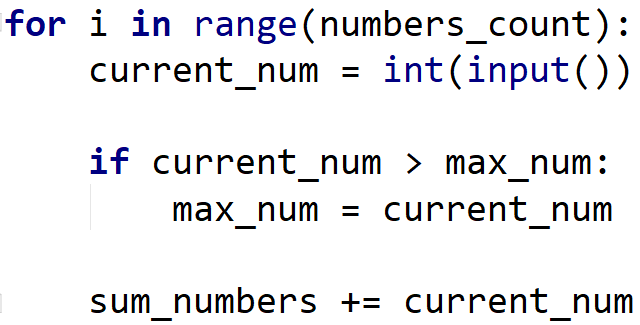 for i in range(numbers_count):
    current_num = int(input())

    if current_num > max_num:
        max_num = current_num

    sum_numbers += current_num